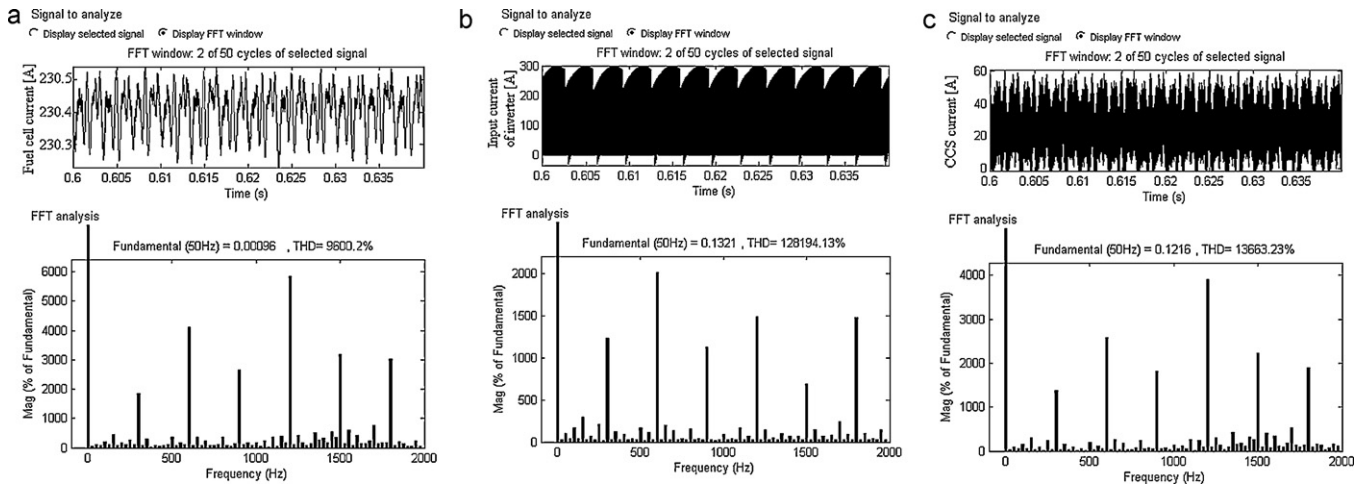 a
Signal to analyze
Display selected signal Display FFT window
FFT window: 2 of 50 cycles of selected signal
Fuel cell current [A]
230.5
230.4
230.3
0.6 0.605 0.61 0.615 0.62 0.625 0.63 0.635
Time (s)
FFT analysis
Fundamental (50Hz) = 0.00096 , THD= 9600.2%
Mag (% of Fundamental)
6000
5000
4000
3000
2000
1000
0
0 500 1000 1500 2000
Frequency (Hz)
b
Signal to analyze
Display selected signal Display FFT window
FFT window: 2 of 50 cycles of selected signal
Input current
of inverter [A]
300
200
100
0
0.6 0.605 0.61 0.615 0.62 0.625 0.63 0.635
Time (s)
FFT analysis
Fundamental (50Hz) = 0.1321 , THD= 128194.13%
Mag (% of Fundamental)
2000
1500
1000
500
0
0 500 1000 1500 2000
Frequency (Hz)
c
Signal to analyze
Display selected signal Display FFT window
FFT window: 2 of 50 cycles of selected signal
CCS current [A]
60
40
20
0
0.6 0.605 0.61 0.615 0.62 0.625 0.63 0.635
Time (s)
FFT analysis
Fundamental (50Hz) = 0.1216 , THD= 13663.23%
Mag (% of Fundamental)
4000
3000
2000
1000
0
0 500 1000 1500 2000
Frequency (Hz)